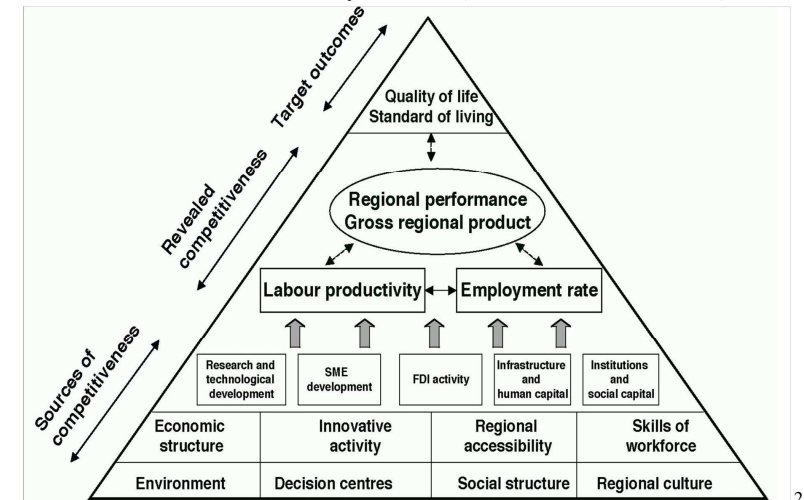 Target outcomes
Quality of life
Standard of living
Revealed
competitiveness
Regional performance
Gross regional product
Labour productivity
Employment rate
Sources of
competitiveness
Research and
technological
development
SME
development
FDI activity
Infrastructure
and
human capital
Institutions
and
social capital
Economic
structure
Innovative
activity
Regional
accessibility
Skills of
workforce
Environment
Decision centres
Social structure
Regional culture
2